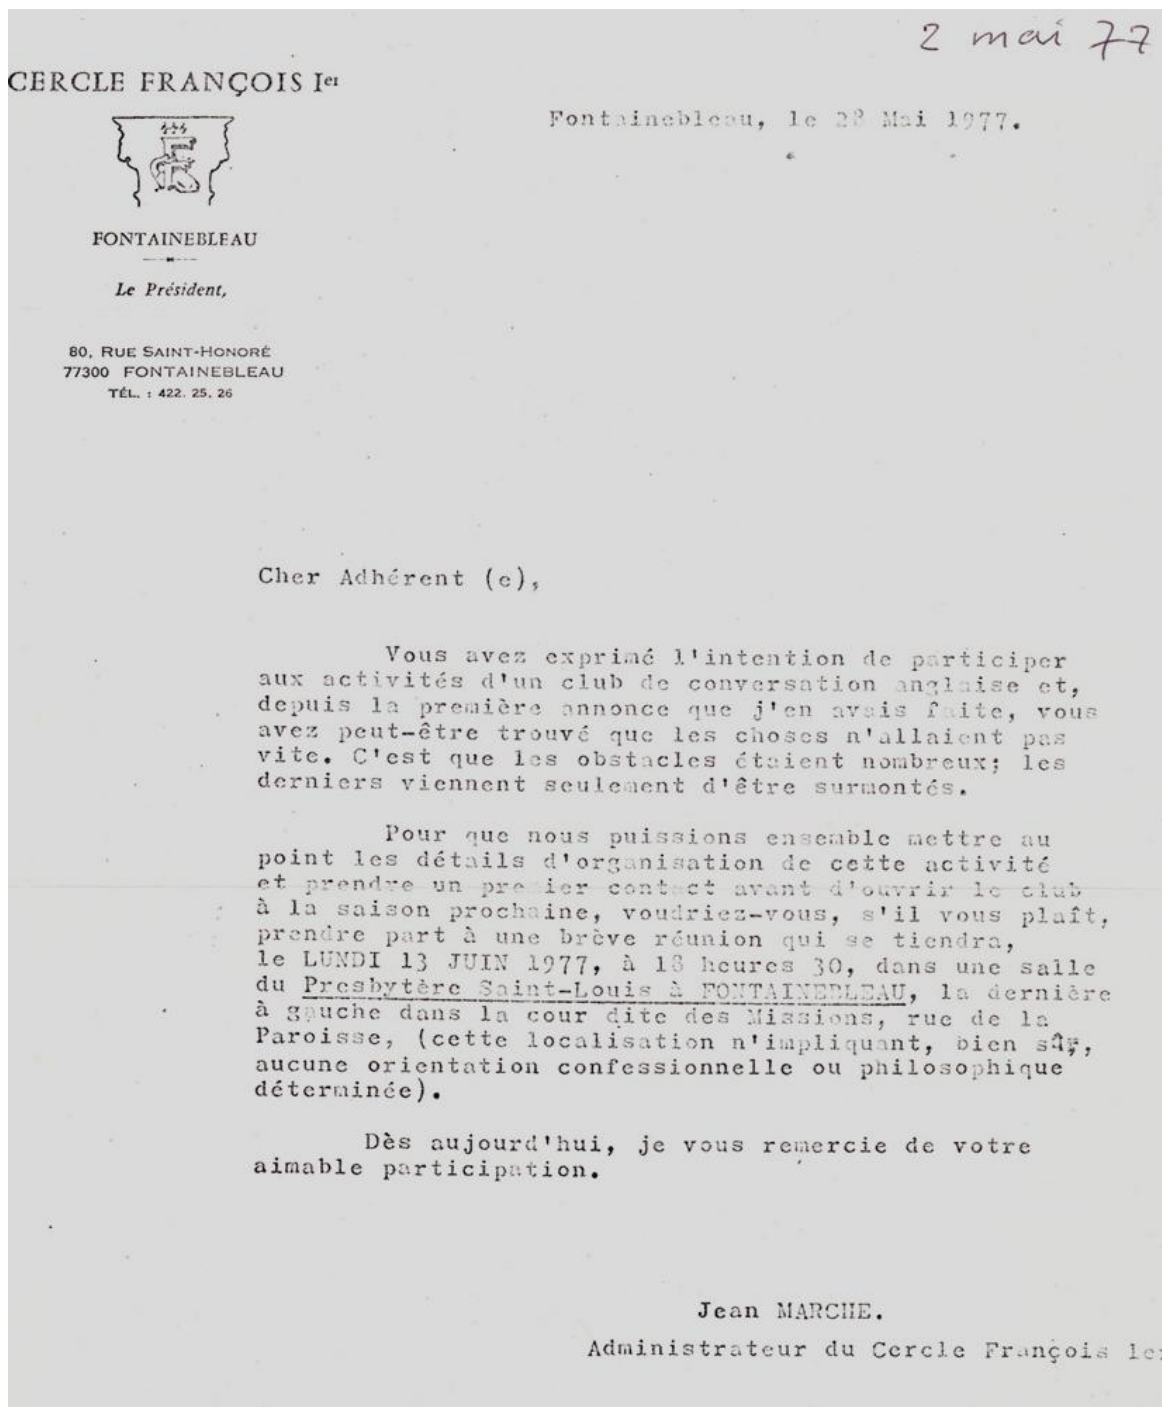 2 mai 77
CERCLE FRANÇOIS Ier
Fontainebleau, le 28 Mai 1977.
FONTAINEBLEAU
Le Président,
80, RUE SAINT-HONORÉ
77300 FONTAINEBLEAU
TÉL. : 422. 25. 26
Cher Adhérent (e),
Vous avez exprimé l'intention de participer
aux activités d'un club de conversation anglaise et,
depuis la première annonce que j'en avais faite, vous
avez peut-être trouvé que les choses n'allaient pas
vite. C'est que les obstacles étaient nombreux; les
derniers viennent seulement d'être surmontés.
Pour que nous puissions ensemble mettre au
point les détails d'organisation de cette activité
et prendre un premier contact avant d'ouvrir le club
à la saison prochaine, voudriez-vous, s'il vous plaît,
prendre part à une brève réunion qui se tiendra,
le LUNDI 13 JUIN 1977, à 18 heures 30, dans une salle
du Presbytère Saint-Louis à FONTAINEBLEAU, la dernière
à gauche dans la cour dite des Missions, rue de la
Paroisse, (cette localisation n'impliquant, bien sûr,
aucune orientation confessionnelle ou philosophique
déterminée).
Dès aujourd'hui, je vous remercie de votre
aimable participation.
Jean MARCHE.
Administrateur du Cercle François 1er